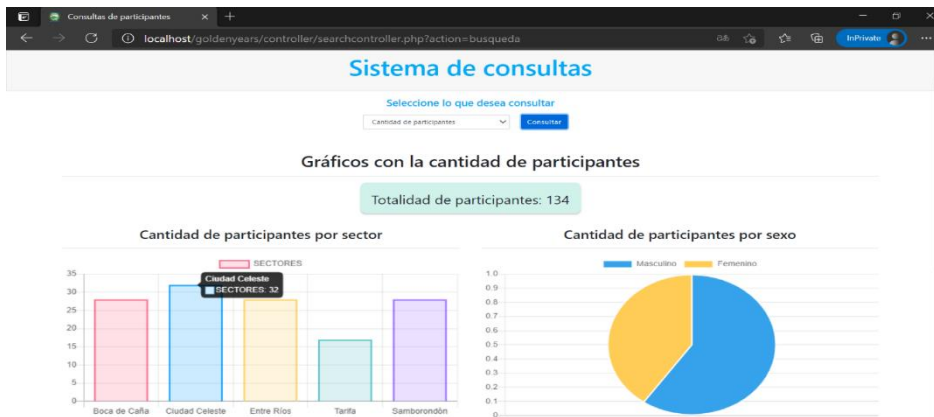 Consultas de participantes
localhost/goldenyears/controller/searchcontroller.php?action=busqueda
InPrivate
Sistema de consultas
Seleccione lo que desea consultar
Cantidad de participantes
Consultar
Gráficos con la cantidad de participantes
Totalidad de participantes: 134
Cantidad de participantes por sector
SECTORES
35
30
25
20
15
10
5
0
Ciudad Celeste
SECTORES: 32
Boca de Caña Ciudad Celeste Entre Ríos Tarifa Samborondón
Cantidad de participantes por sexo
Masculino Femenino
1.0
0.9
0.8
0.7
0.6
0.5
0.4
0.3
0.2
0.1
0